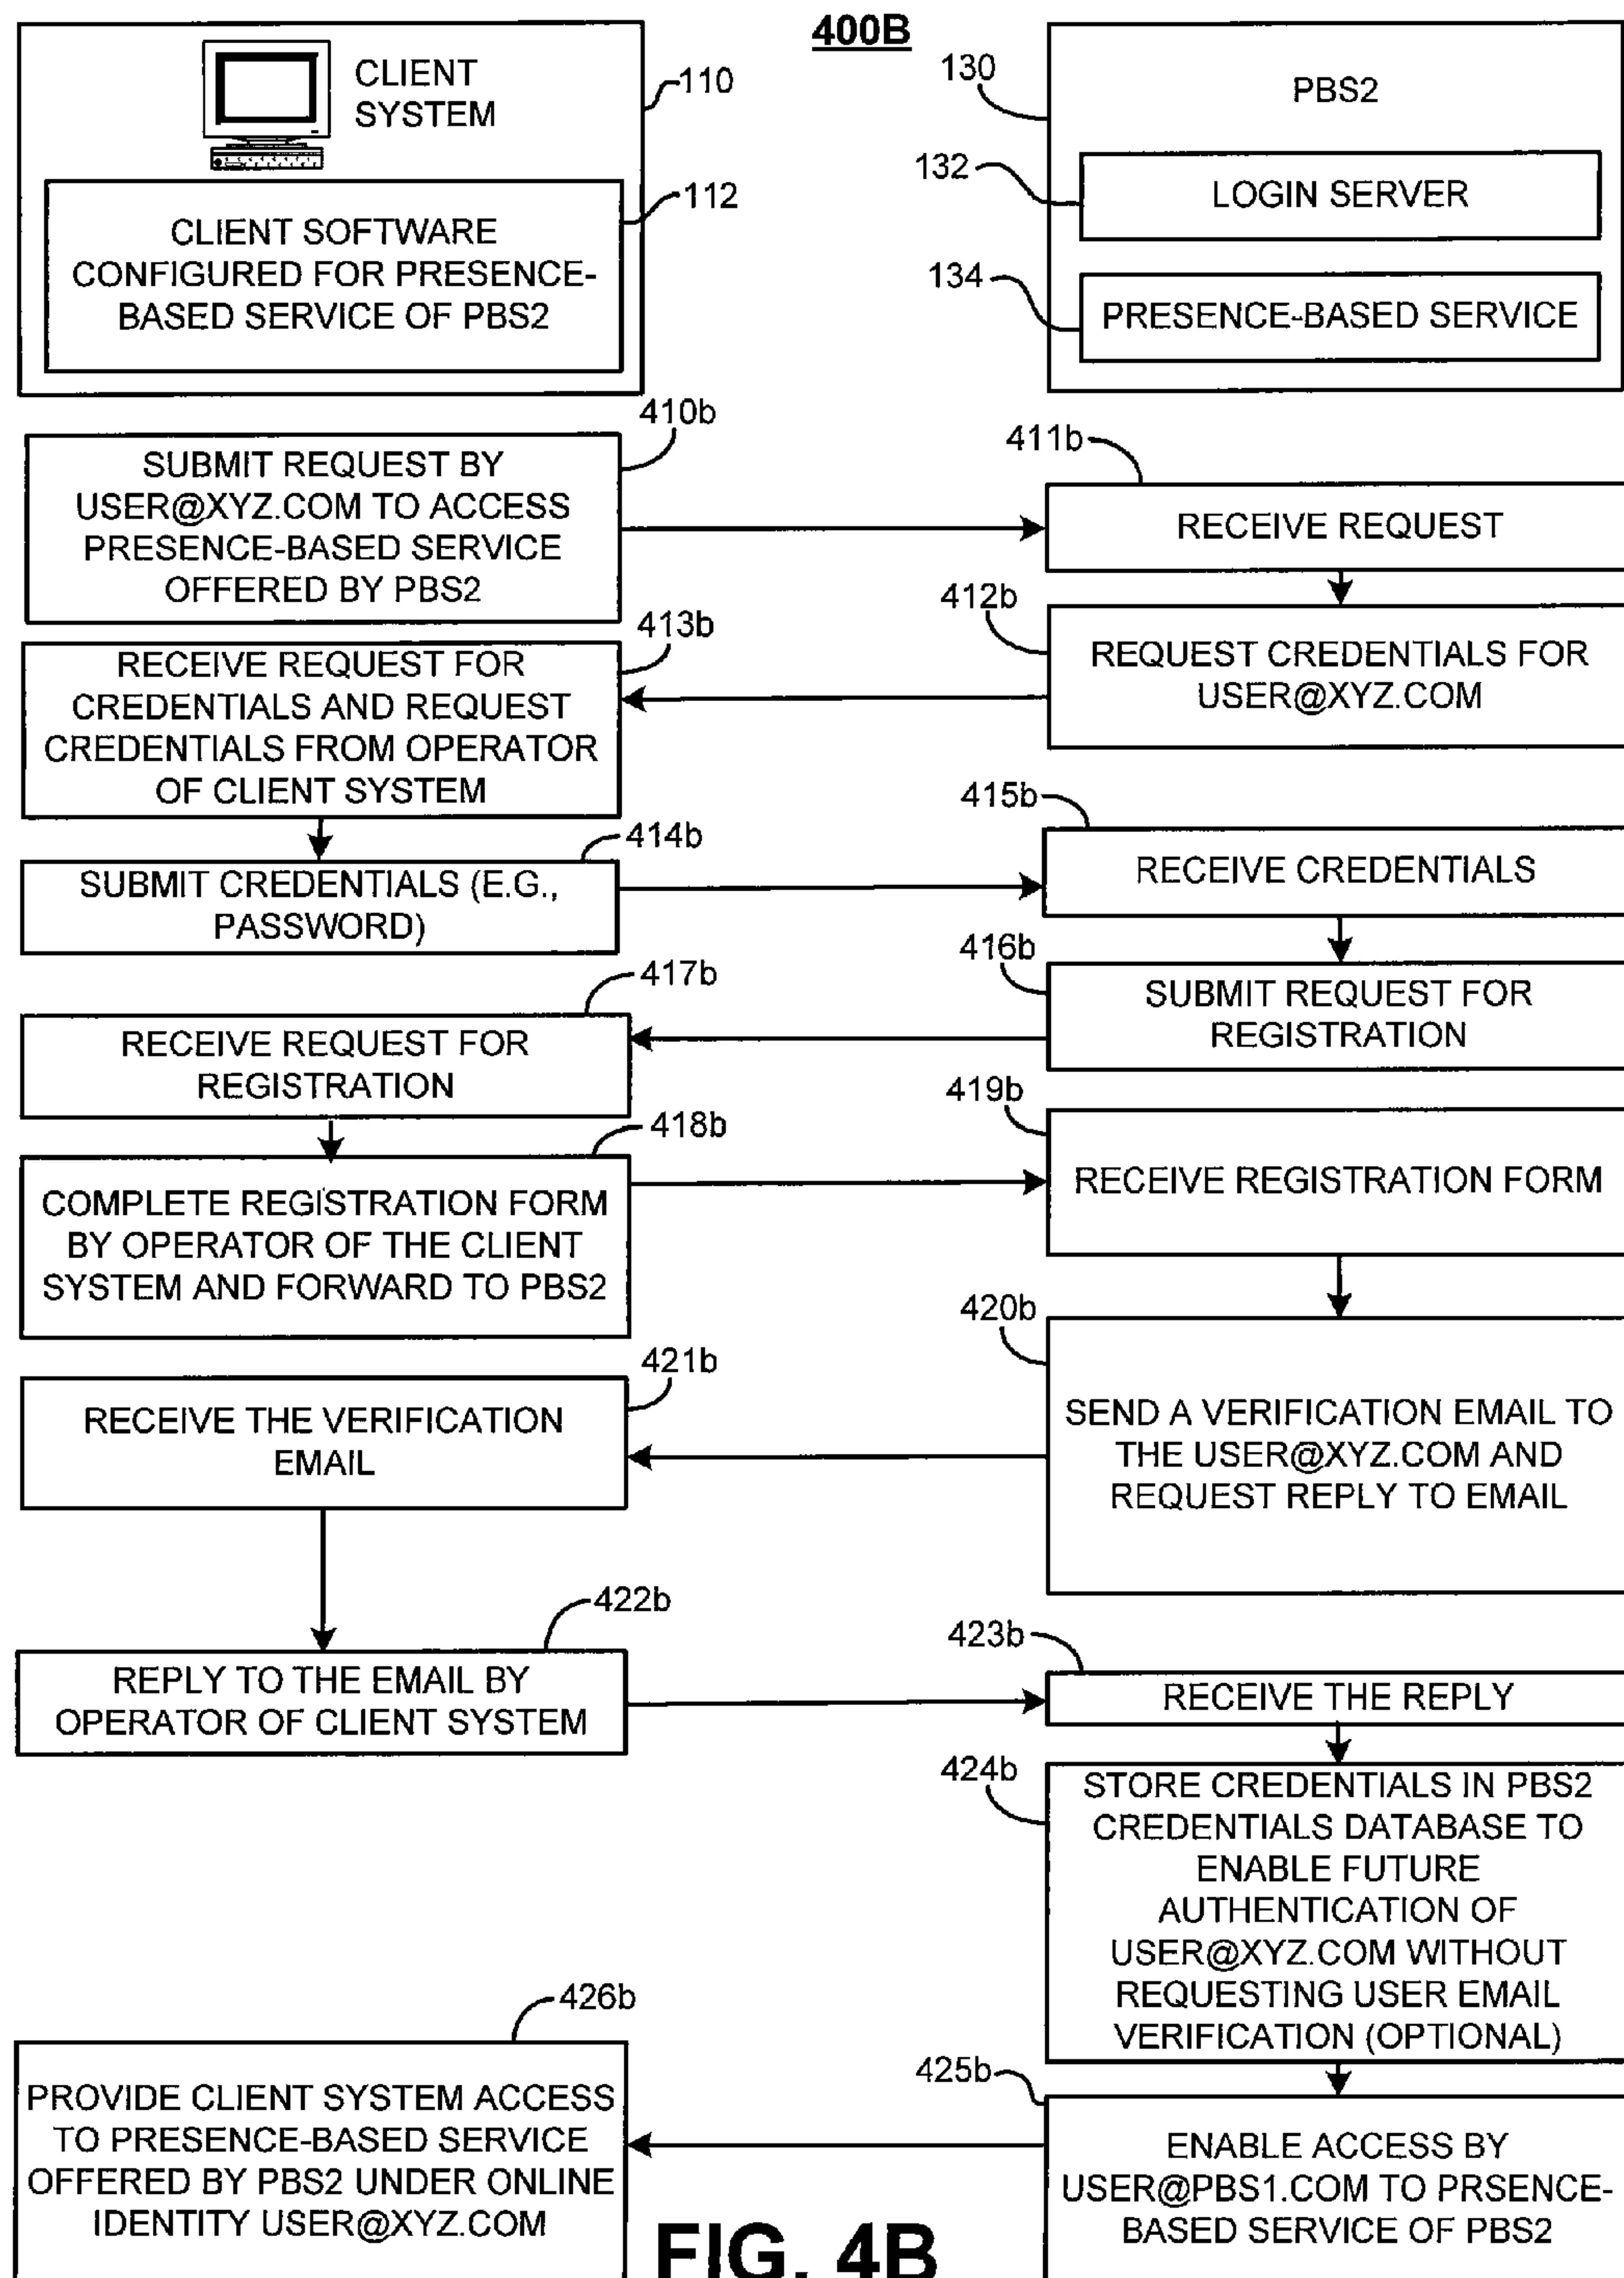 400B
CLIENT
SYSTEM
110
112
CLIENT SOFTWARE
CONFIGURED FOR PRESENCE-
BASED SERVICE OF PBS2
130
PBS2
132
LOGIN SERVER
134
PRESENCE-BASED SERVICE
410b
SUBMIT REQUEST BY
USER@XYZ.COM TO ACCESS
PRESENCE-BASED SERVICE
OFFERED BY PBS2
411b
RECEIVE REQUEST
412b
REQUEST CREDENTIALS FOR
USER@XYZ.COM
413b
RECEIVE REQUEST FOR
CREDENTIALS AND REQUEST
CREDENTIALS FROM OPERATOR
OF CLIENT SYSTEM
414b
SUBMIT CREDENTIALS (E.G.,
PASSWORD)
415b
RECEIVE CREDENTIALS
416b
SUBMIT REQUEST FOR
REGISTRATION
417b
RECEIVE REQUEST FOR
REGISTRATION
418b
COMPLETE REGISTRATION FORM
BY OPERATOR OF THE CLIENT
SYSTEM AND FORWARD TO PBS2
419b
RECEIVE REGISTRATION FORM
420b
SEND A VERIFICATION EMAIL TO
THE USER@XYZ.COM AND
REQUEST REPLY TO EMAIL
421b
RECEIVE THE VERIFICATION
EMAIL
422b
REPLY TO THE EMAIL BY
OPERATOR OF CLIENT SYSTEM
423b
RECEIVE THE REPLY
424b
STORE CREDENTIALS IN PBS2
CREDENTIALS DATABASE TO
ENABLE FUTURE
AUTHENTICATION OF
USER@XYZ.COM WITHOUT
REQUESTING USER EMAIL
VERIFICATION (OPTIONAL)
425b
ENABLE ACCESS BY
USER@PBS1.COM TO PRSENCE-
BASED SERVICE OF PBS2
426b
PROVIDE CLIENT SYSTEM ACCESS
TO PRESENCE-BASED SERVICE
OFFERED BY PBS2 UNDER ONLINE
IDENTITY USER@XYZ.COM
FIG. 4B